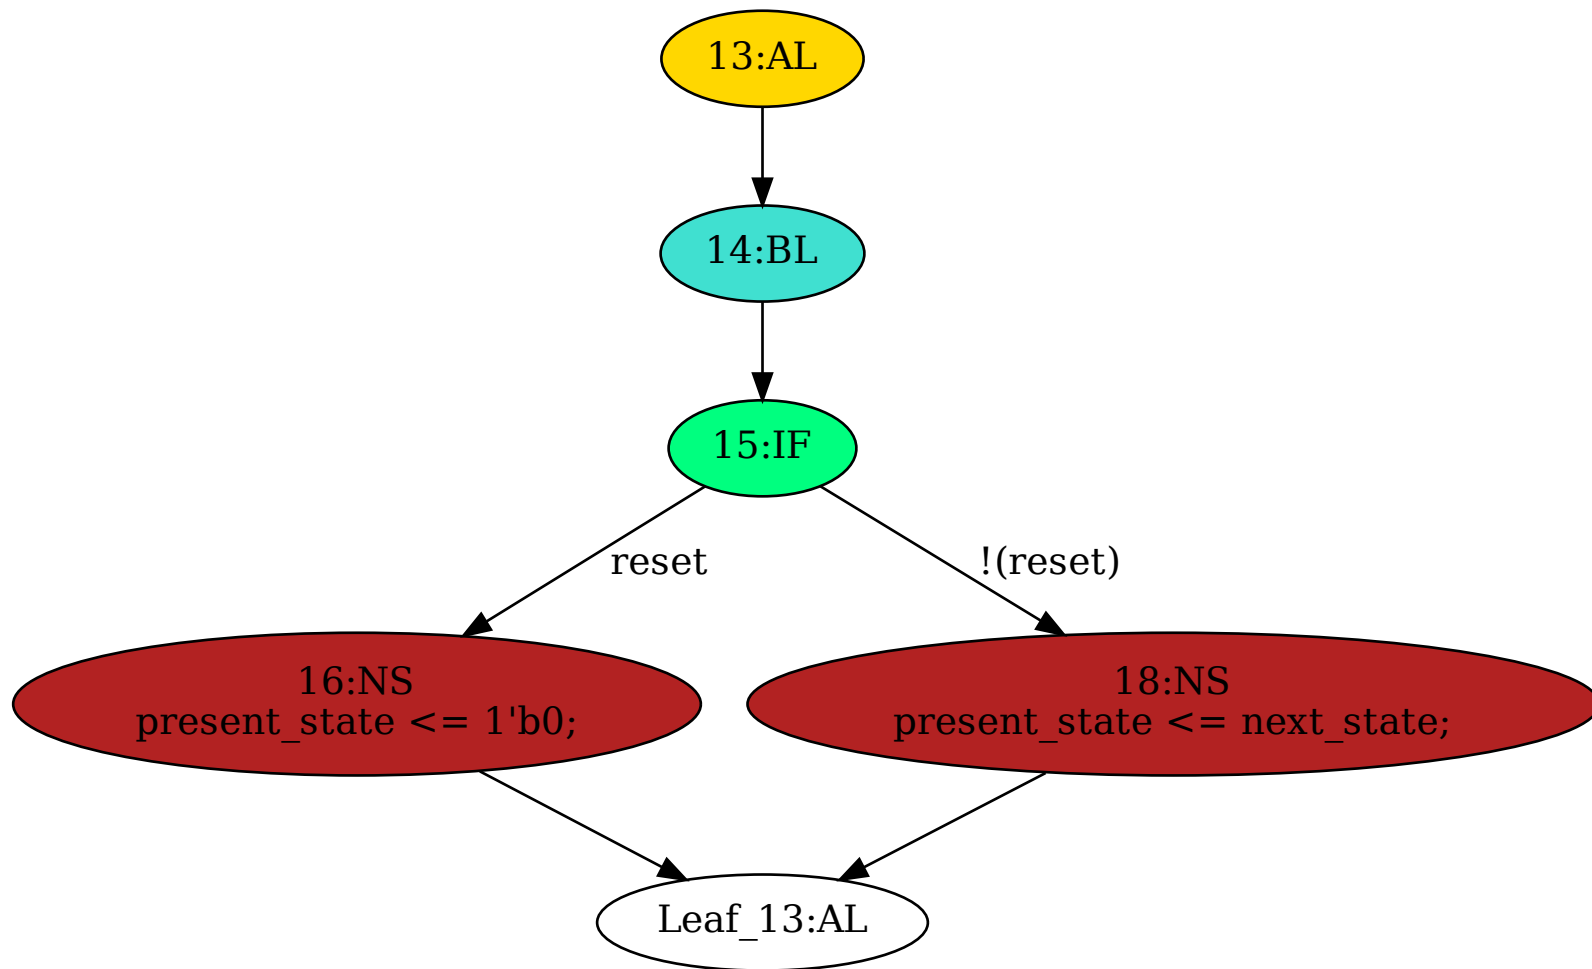 13:AL
14:BL
15:IF
reset
!(reset)
16:NS
present_state <= 1'b0;
18:NS
present_state <= next_state;
Leaf_13:AL